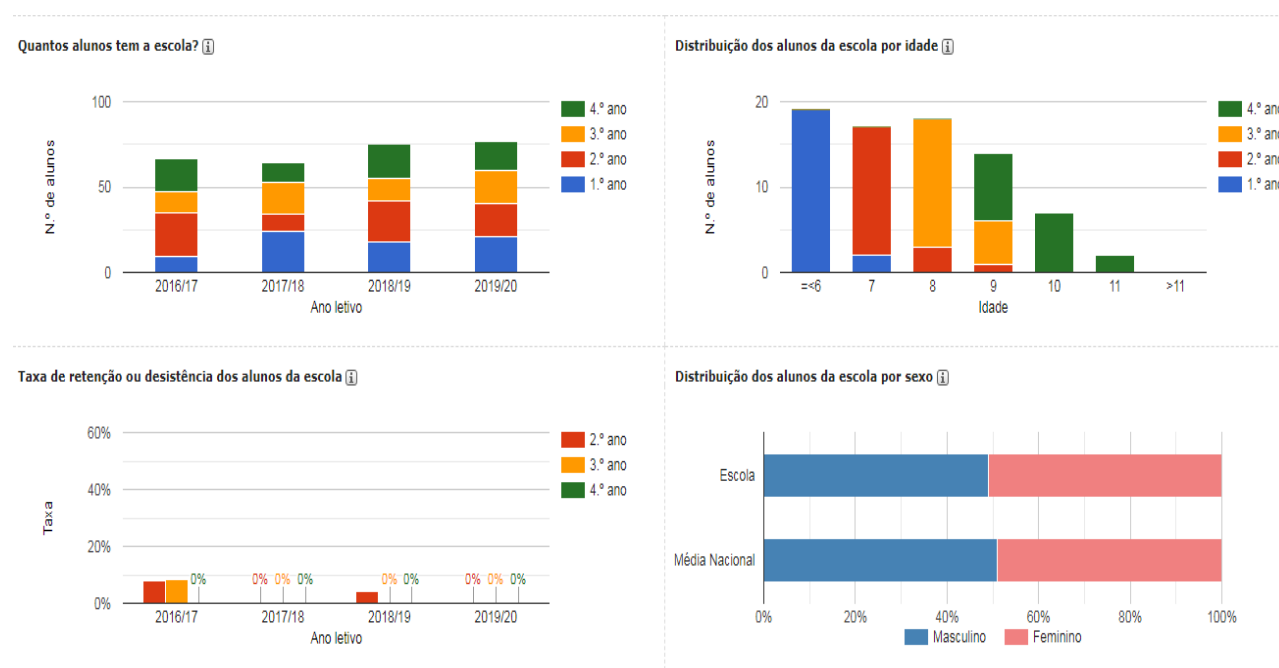 Quantos alunos tem a escola? i
100
50
0
N.º de alunos
2016/17
2017/18
2018/19
2019/20
Ano letivo
4.º ano
3.º ano
2.º ano
1.º ano
Distribuição dos alunos da escola por idade i
20
10
0
N.º de alunos
=<6
7
8
9
10
11
>11
Idade
4.º ano
3.º ano
2.º ano
1.º ano
Taxa de retenção ou desistência dos alunos da escola i
60%
40%
20%
0%
Taxa
0%
0% 0% 0%
0% 0%
0% 0% 0%
2016/17
2017/18
2018/19
2019/20
Ano letivo
2.º ano
3.º ano
4.º ano
Distribuição dos alunos da escola por sexo i
Escola
Média Nacional
0%
20%
40%
60%
80%
100%
Masculino
Feminino